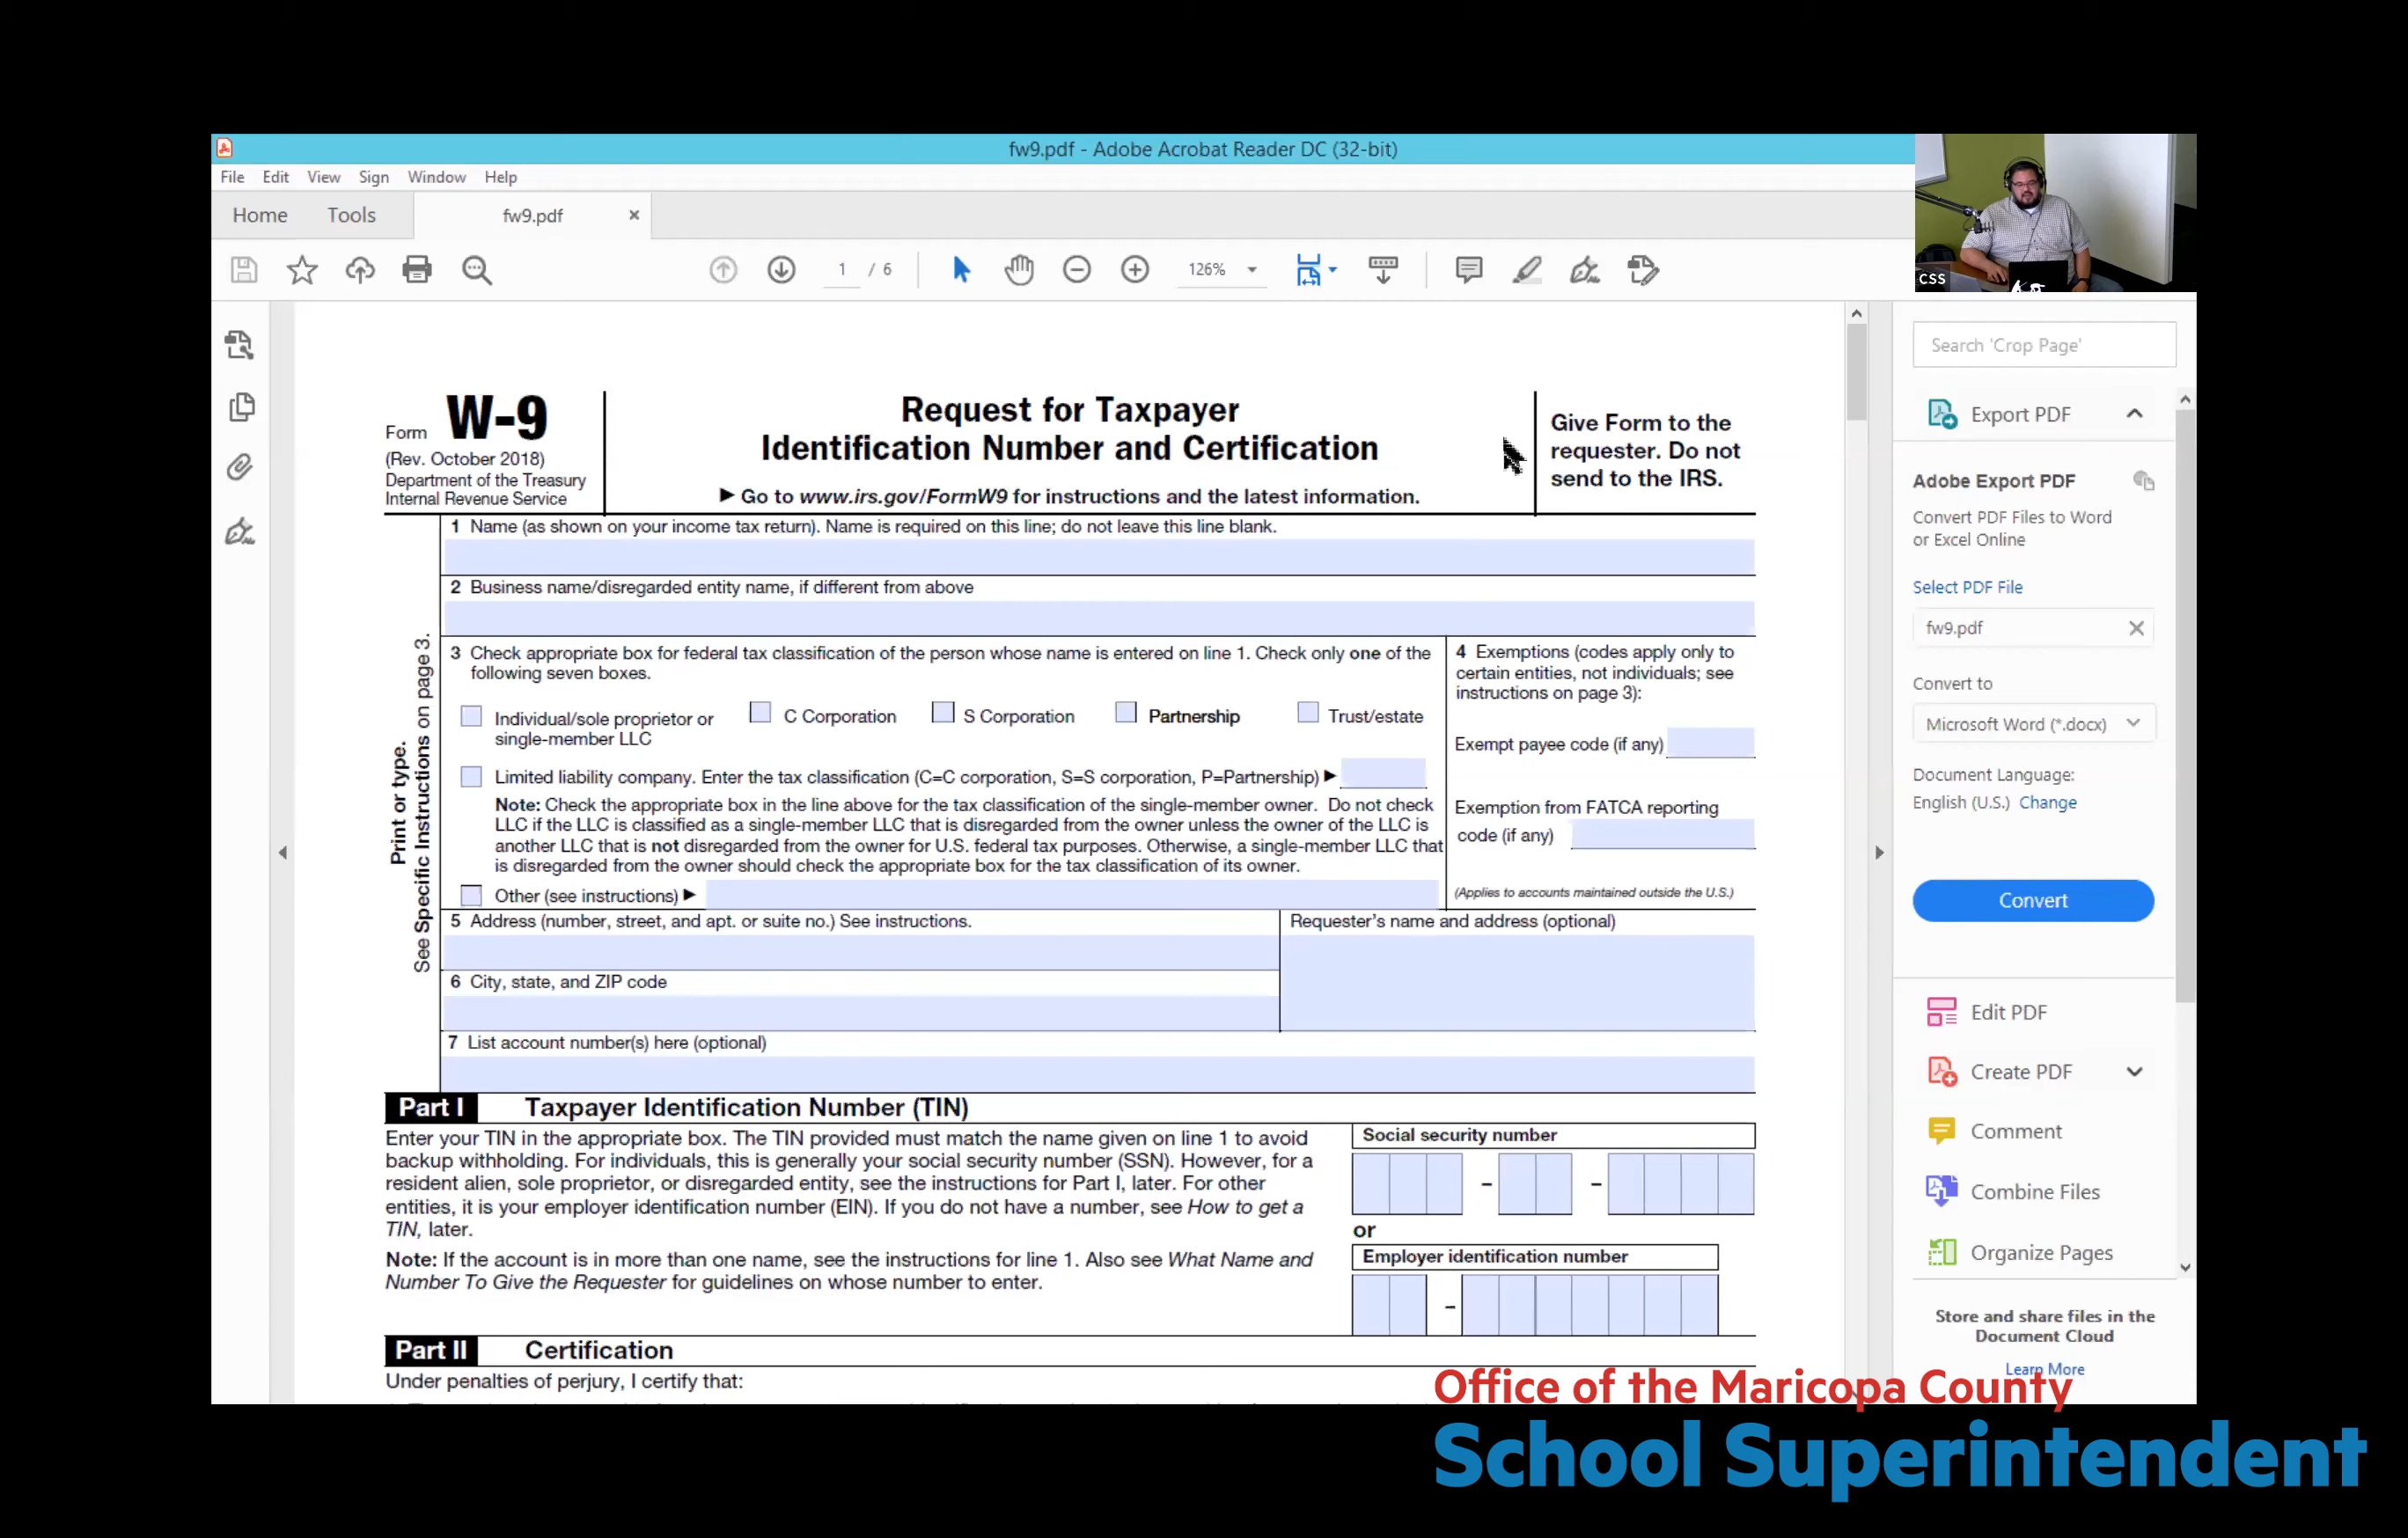 fw9.pdf - Adobe Acrobat Reader DC (32-bit)
File Edit View Sign Window Help
Home Tools fw9.pdf
1 / 6 126%
CSS
Form W-9
(Rev. October 2018)
Department of the Treasury
Internal Revenue Service
Request for Taxpayer
Identification Number and Certification
▶ Go to www.irs.gov/FormW9 for instructions and the latest information.
Give Form to the
requester. Do not
send to the IRS.
Print or type.
See Specific Instructions on page 3.
1 Name (as shown on your income tax return). Name is required on this line; do not leave this line blank.
2 Business name/disregarded entity name, if different from above
3 Check appropriate box for federal tax classification of the person whose name is entered on line 1. Check only one of the
following seven boxes.
Individual/sole proprietor or
single-member LLC
C Corporation
S Corporation
Partnership
Trust/estate
Limited liability company. Enter the tax classification (C=C corporation, S=S corporation, P=Partnership) ▶
Note: Check the appropriate box in the line above for the tax classification of the single-member owner. Do not check
LLC if the LLC is classified as a single-member LLC that is disregarded from the owner unless the owner of the LLC is
another LLC that is not disregarded from the owner for U.S. federal tax purposes. Otherwise, a single-member LLC that
is disregarded from the owner should check the appropriate box for the tax classification of its owner.
Other (see instructions) ▶
4 Exemptions (codes apply only to
certain entities, not individuals; see
instructions on page 3):
Exempt payee code (if any)
Exemption from FATCA reporting
code (if any)
(Applies to accounts maintained outside the U.S.)
5 Address (number, street, and apt. or suite no.) See instructions.
Requester's name and address (optional)
6 City, state, and ZIP code
7 List account number(s) here (optional)
Part I Taxpayer Identification Number (TIN)
Enter your TIN in the appropriate box. The TIN provided must match the name given on line 1 to avoid
backup withholding. For individuals, this is generally your social security number (SSN). However, for a
resident alien, sole proprietor, or disregarded entity, see the instructions for Part I, later. For other
entities, it is your employer identification number (EIN). If you do not have a number, see How to get a
TIN, later.
Note: If the account is in more than one name, see the instructions for line 1. Also see What Name and
Number To Give the Requester for guidelines on whose number to enter.
Social security number
– –
or
Employer identification number
–
Part II Certification
Under penalties of perjury, I certify that:
Search 'Crop Page'
Export PDF
Adobe Export PDF
Convert PDF Files to Word
or Excel Online
Select PDF File
fw9.pdf
Convert to
Microsoft Word (*.docx)
Document Language:
English (U.S.) Change
Convert
Edit PDF
Create PDF
Comment
Combine Files
Organize Pages
Store and share files in the
Document Cloud
Learn More
Office of the Maricopa County
School Superintendent